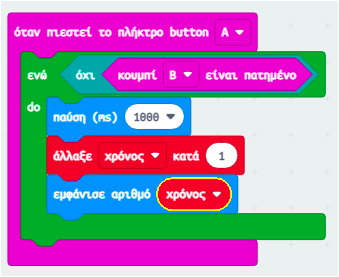 όταν πιεστεί το πλήκτρο button A
ενώ όχι κουμπί B είναι πατημένο
do
παύση (ms) 1000
άλλαξε χρόνος κατά 1
εμφάνισε αριθμό χρόνος